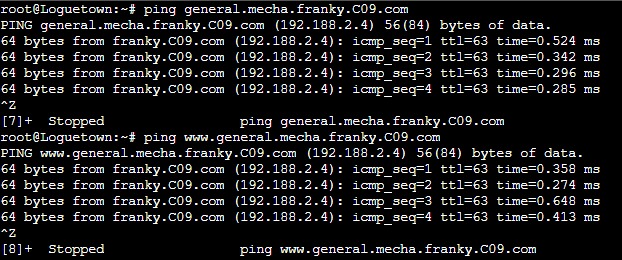 root@Loguetown:~# ping general.mecha.franky.C09.com
PING general.mecha.franky.C09.com (192.188.2.4) 56(84) bytes of data.
64 bytes from franky.C09.com (192.188.2.4): icmp_seq=1 ttl=63 time=0.524 ms
64 bytes from franky.C09.com (192.188.2.4): icmp_seq=2 ttl=63 time=0.342 ms
64 bytes from franky.C09.com (192.188.2.4): icmp_seq=3 ttl=63 time=0.296 ms
64 bytes from franky.C09.com (192.188.2.4): icmp_seq=4 ttl=63 time=0.285 ms
^Z
[7]+  Stopped                 ping general.mecha.franky.C09.com
root@Loguetown:~# ping www.general.mecha.franky.C09.com
PING www.general.mecha.franky.C09.com (192.188.2.4) 56(84) bytes of data.
64 bytes from franky.C09.com (192.188.2.4): icmp_seq=1 ttl=63 time=0.358 ms
64 bytes from franky.C09.com (192.188.2.4): icmp_seq=2 ttl=63 time=0.274 ms
64 bytes from franky.C09.com (192.188.2.4): icmp_seq=3 ttl=63 time=0.648 ms
64 bytes from franky.C09.com (192.188.2.4): icmp_seq=4 ttl=63 time=0.413 ms
^Z
[8]+  Stopped                 ping www.general.mecha.franky.C09.com